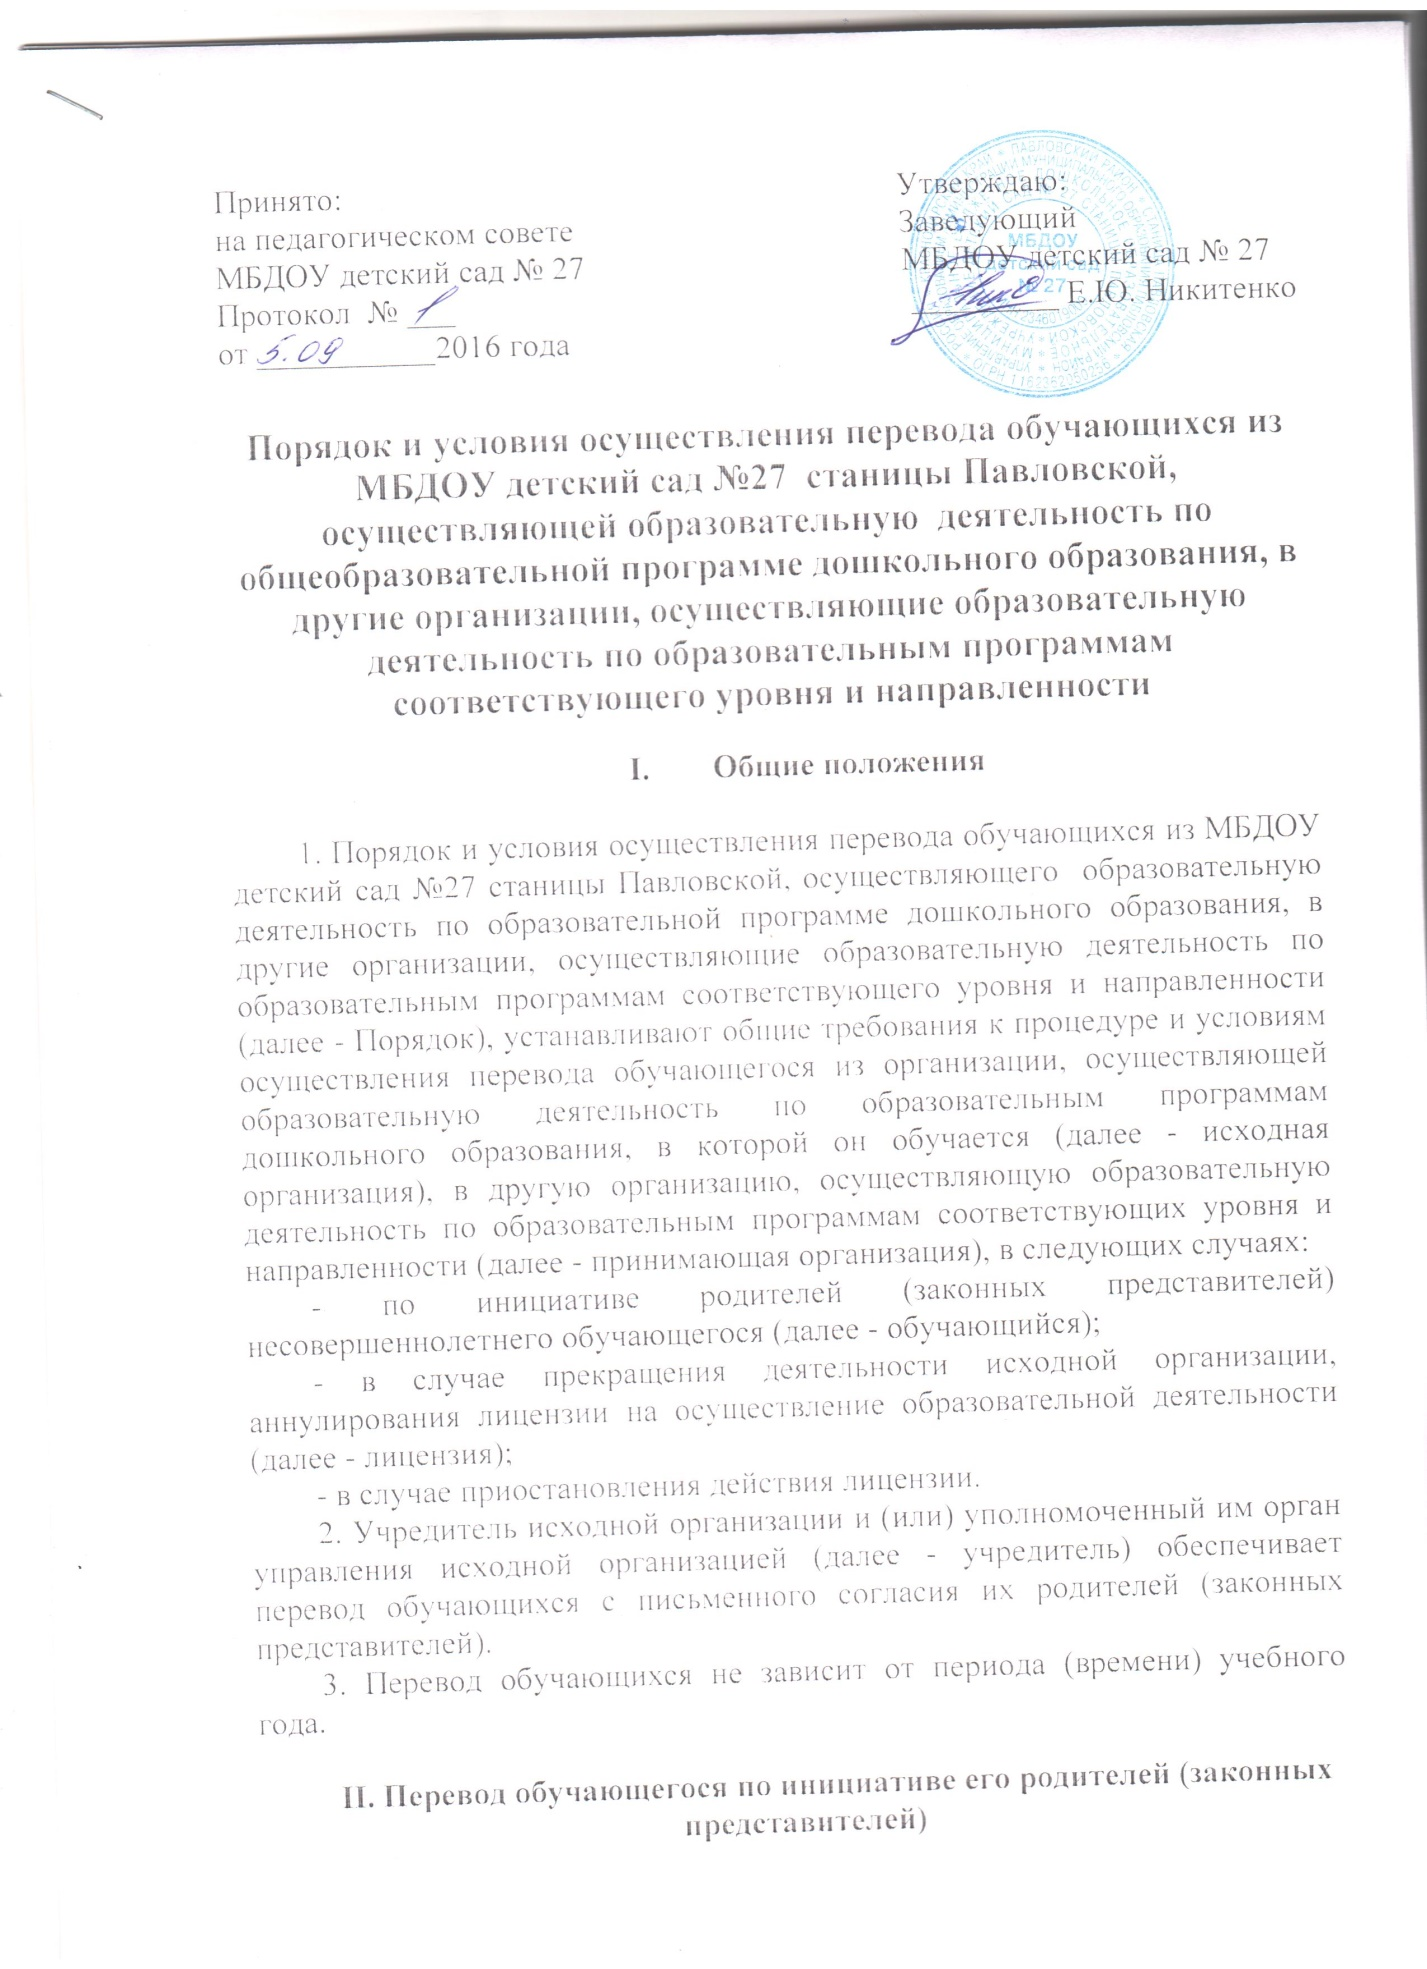 Принято:
на педагогическом совете
МБДОУ детский сад № 27
Протокол № 1
от 5.09 2016 года
Утверждаю:
Заведующий
МБДОУ детский сад № 27
Е.Ю. Никитенко
МБДОУ
детский сад
№ 27
Порядок и условия осуществления перевода обучающихся из
МБДОУ детский сад №27 станицы Павловской,
осуществляющей образовательную деятельность по
общеобразовательной программе дошкольного образования, в
другие организации, осуществляющие образовательную
деятельность по образовательным программам
соответствующего уровня и направленности
I. Общие положения
1. Порядок и условия осуществления перевода обучающихся из МБДОУ
детский сад №27 станицы Павловской, осуществляющего образовательную
деятельность по образовательной программе дошкольного образования, в
другие организации, осуществляющие образовательную деятельность по
образовательным программам соответствующего уровня и направленности
(далее - Порядок), устанавливают общие требования к процедуре и условиям
осуществления перевода обучающегося из организации, осуществляющей
образовательную деятельность по образовательным программам
дошкольного образования, в которой он обучается (далее - исходная
организация), в другую организацию, осуществляющую образовательную
деятельность по образовательным программам соответствующих уровня и
направленности (далее - принимающая организация), в следующих случаях:
- по инициативе родителей (законных представителей)
несовершеннолетнего обучающегося (далее - обучающийся);
- в случае прекращения деятельности исходной организации,
аннулирования лицензии на осуществление образовательной деятельности
(далее - лицензия);
- в случае приостановления действия лицензии.
2. Учредитель исходной организации и (или) уполномоченный им орган
управления исходной организацией (далее - учредитель) обеспечивает
перевод обучающихся с письменного согласия их родителей (законных
представителей).
3. Перевод обучающихся не зависит от периода (времени) учебного
года.
II. Перевод обучающегося по инициативе его родителей (законных
представителей)